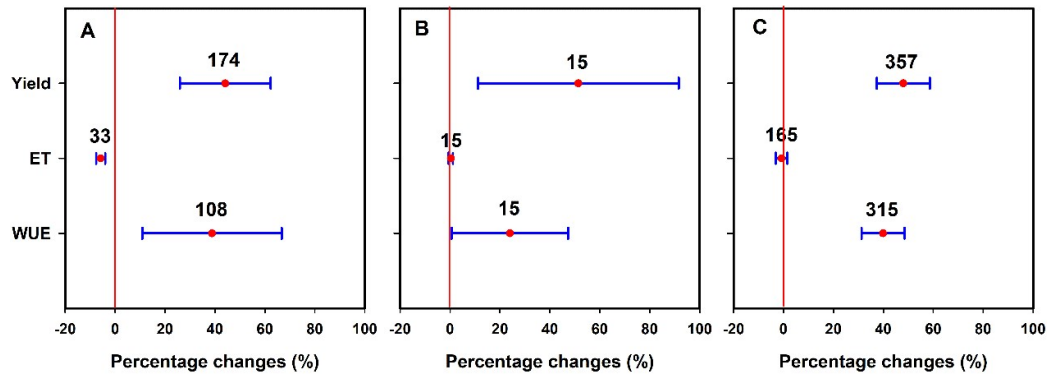 A
B
C
Yield
174
15
357
ET
33
15
165
WUE
108
15
315
-20 0 20 40 60 80 100
-20 0 20 40 60 80 100
-20 0 20 40 60 80 100
Percentage changes (%)
Percentage changes (%)
Percentage changes (%)